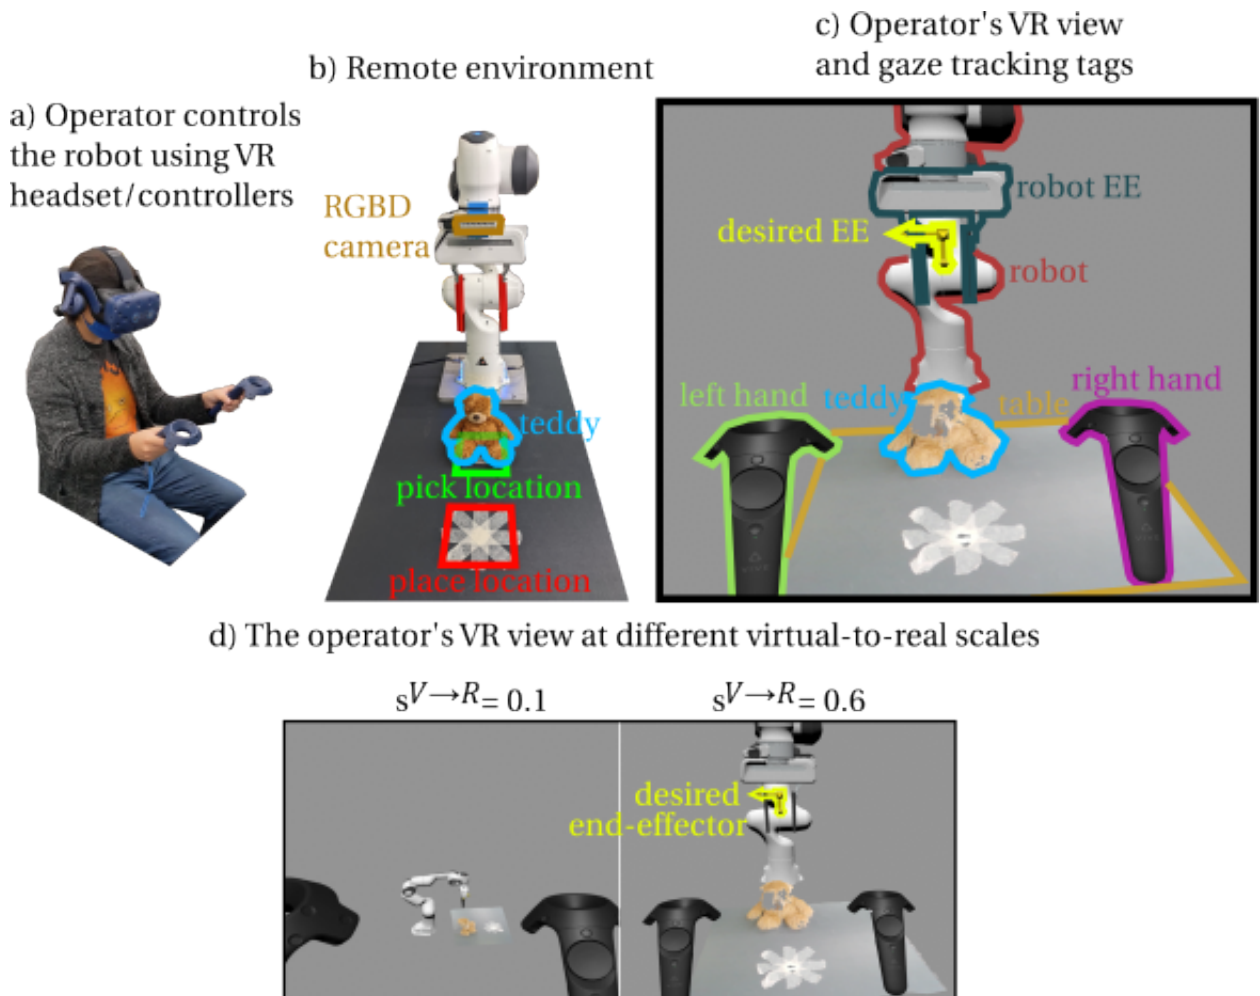 a) Operator controls
the robot using VR
headset/controllers
b) Remote environment
RGBD
camera
teddy
pick location
place location
c) Operator's VR view
and gaze tracking tags
robot EE
desired EE
robot
left hand
teddy
table
right hand
d) The operator's VR view at different virtual-to-real scales
s^V→R = 0.1
s^V→R = 0.6
desired
end-effector